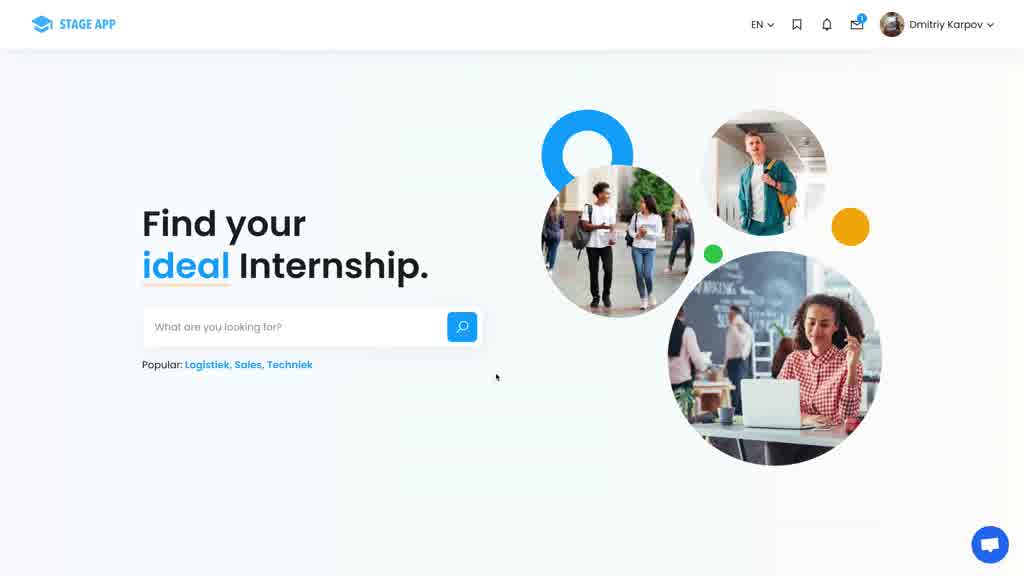 STAGE APP
EN
1
Dmitriy Karpov
Find your
ideal Internship.
What are you looking for?
Popular: Logistiek, Sales, Techniek